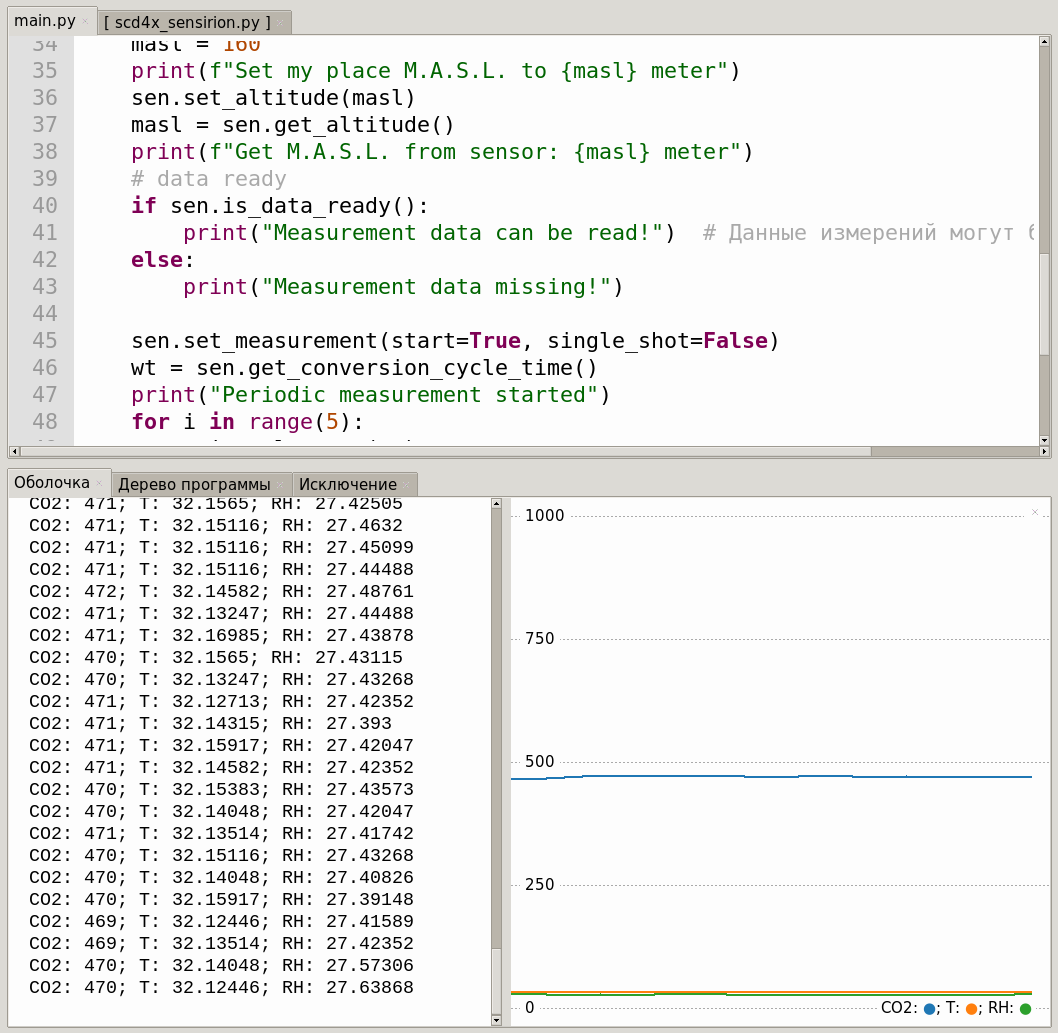 main.py
[ scd4x_sensirion.py ]
34 masl = 160
35 print(f"Set my place M.A.S.L. to {masl} meter")
36 sen.set_altitude(masl)
37 masl = sen.get_altitude()
38 print(f"Get M.A.S.L. from sensor: {masl} meter")
39 # data ready
40 if sen.is_data_ready():
41 print("Measurement data can be read!")  # Данные измерений могут
42 else:
43 print("Measurement data missing!")
44
45 sen.set_measurement(start=True, single_shot=False)
46 wt = sen.get_conversion_cycle_time()
47 print("Periodic measurement started")
48 for i in range(5):
Оболочка
Дерево программы
Исключение
CO2: 471; T: 32.1565; RH: 27.42505
CO2: 471; T: 32.15116; RH: 27.4632
CO2: 471; T: 32.15116; RH: 27.45099
CO2: 471; T: 32.15116; RH: 27.44488
CO2: 472; T: 32.14582; RH: 27.48761
CO2: 471; T: 32.13247; RH: 27.44488
CO2: 471; T: 32.16985; RH: 27.43878
CO2: 470; T: 32.1565; RH: 27.43115
CO2: 470; T: 32.13247; RH: 27.43268
CO2: 471; T: 32.12713; RH: 27.42352
CO2: 471; T: 32.14315; RH: 27.393
CO2: 471; T: 32.15917; RH: 27.42047
CO2: 471; T: 32.14582; RH: 27.42352
CO2: 470; T: 32.15383; RH: 27.43573
CO2: 470; T: 32.14048; RH: 27.42047
CO2: 471; T: 32.13514; RH: 27.41742
CO2: 470; T: 32.15116; RH: 27.43268
CO2: 470; T: 32.14048; RH: 27.40826
CO2: 470; T: 32.15917; RH: 27.39148
CO2: 469; T: 32.12446; RH: 27.41589
CO2: 469; T: 32.13514; RH: 27.42352
CO2: 470; T: 32.14048; RH: 27.57306
CO2: 470; T: 32.12446; RH: 27.63868
1000
750
500
250
0
CO2: ; T: ; RH: